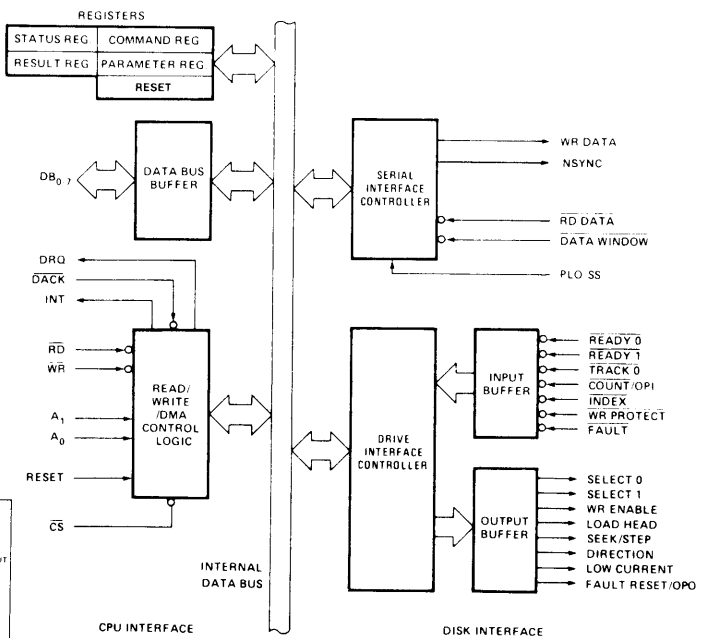 REGISTERS
STATUS REG. COMMAND REG
RESULT REG PARAMETER REG.
RESET
DB0-7
DATA BUS
BUFFER
SERIAL
INTERFACE
CONTROLLER
WR DATA
NSYNC
RD DATA
DATA WINDOW
PLO SS
DRQ
DACK
INT
RD
WR
A1
A0
RESET
CS
READ/
WRITE
/DMA
CONTROL
LOGIC
INTERNAL
DATA BUS
DRIVE
INTERFACE
CONTROLLER
INPUT
BUFFER
READY 0
READY 1
TRACK 0
COUNT/OPI
INDEX
WR PROTECT
FAULT
OUTPUT
BUFFER
SELECT 0
SELECT 1
WR ENABLE
LOAD HEAD
SEEK/STEP
DIRECTION
LOW CURRENT
FAULT RESET/OPO
UT
CPU INTERFACE
DISK INTERFACE